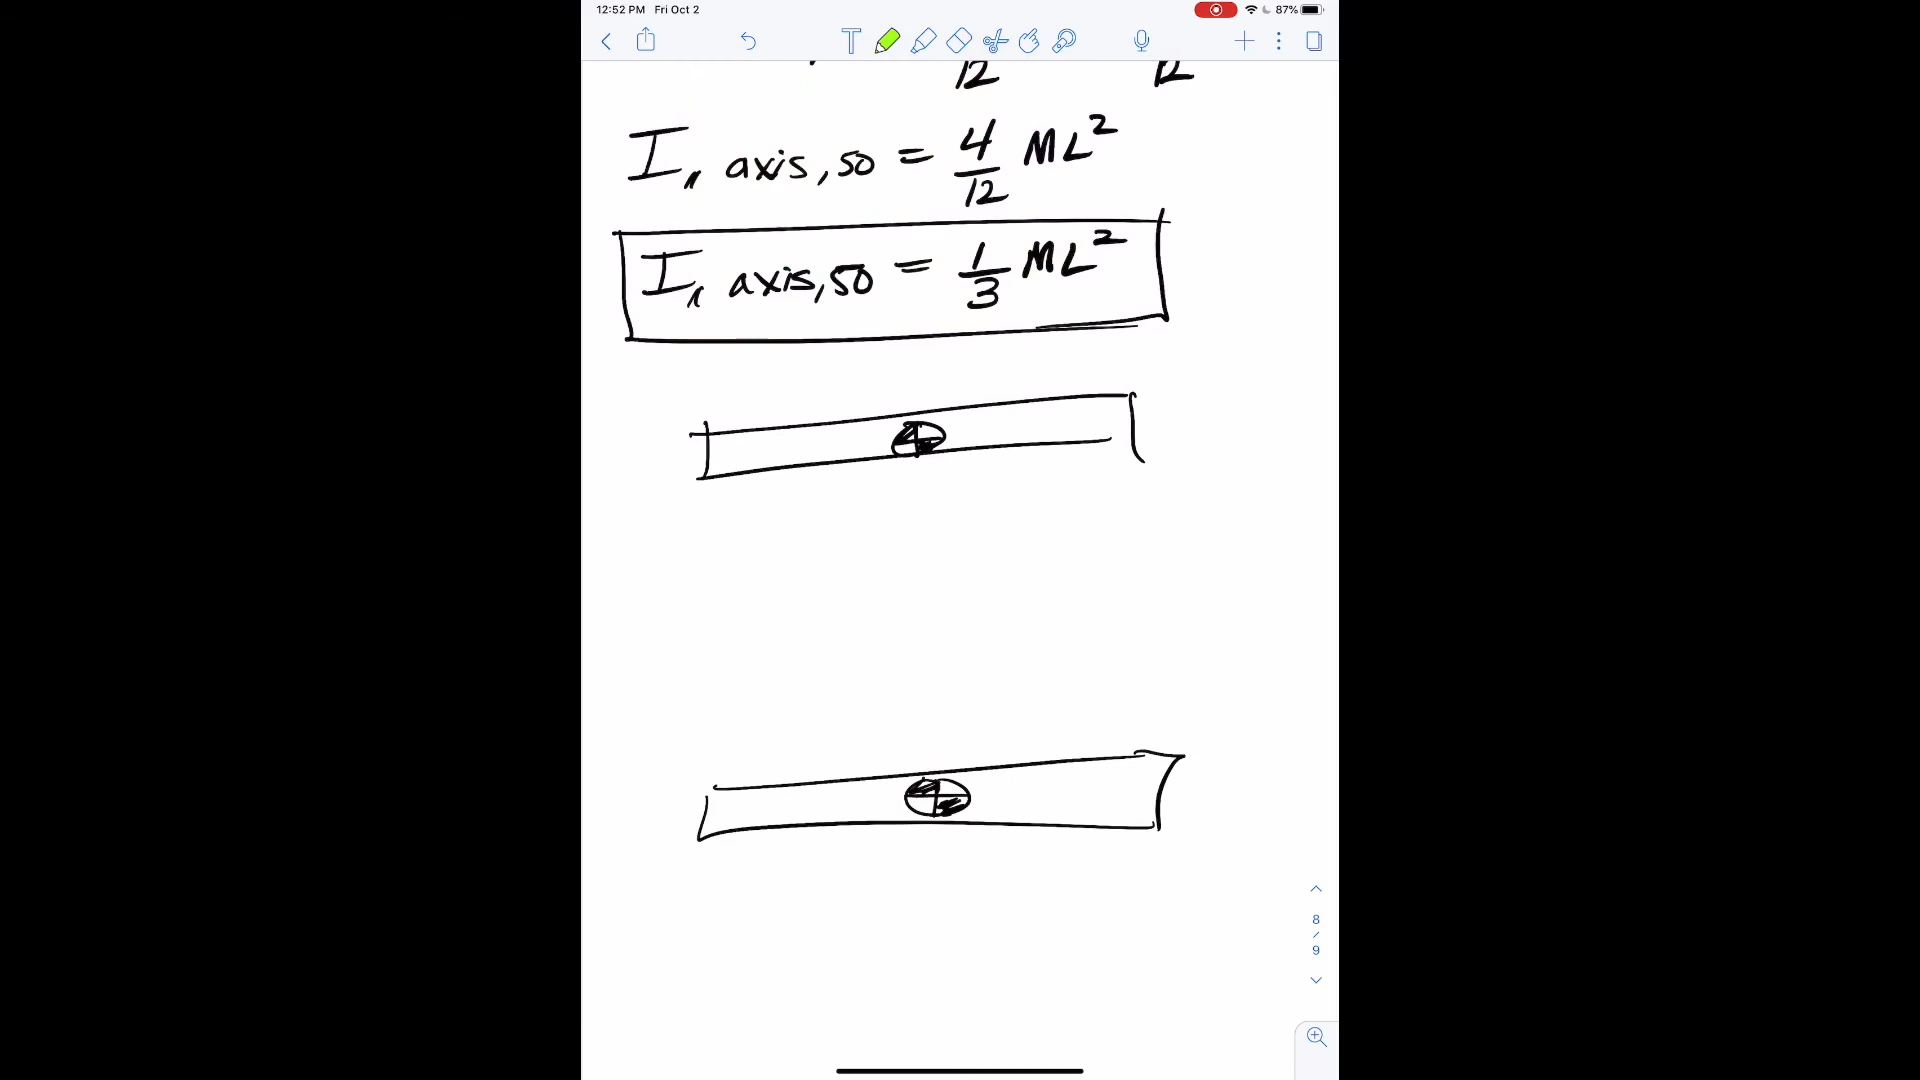 12:52 PM Fri Oct 2 87%
T
12 12
I,, axis, 50 = 4/12 ML²
I,, axis, 50 = 1/3 ML²
8
/
9